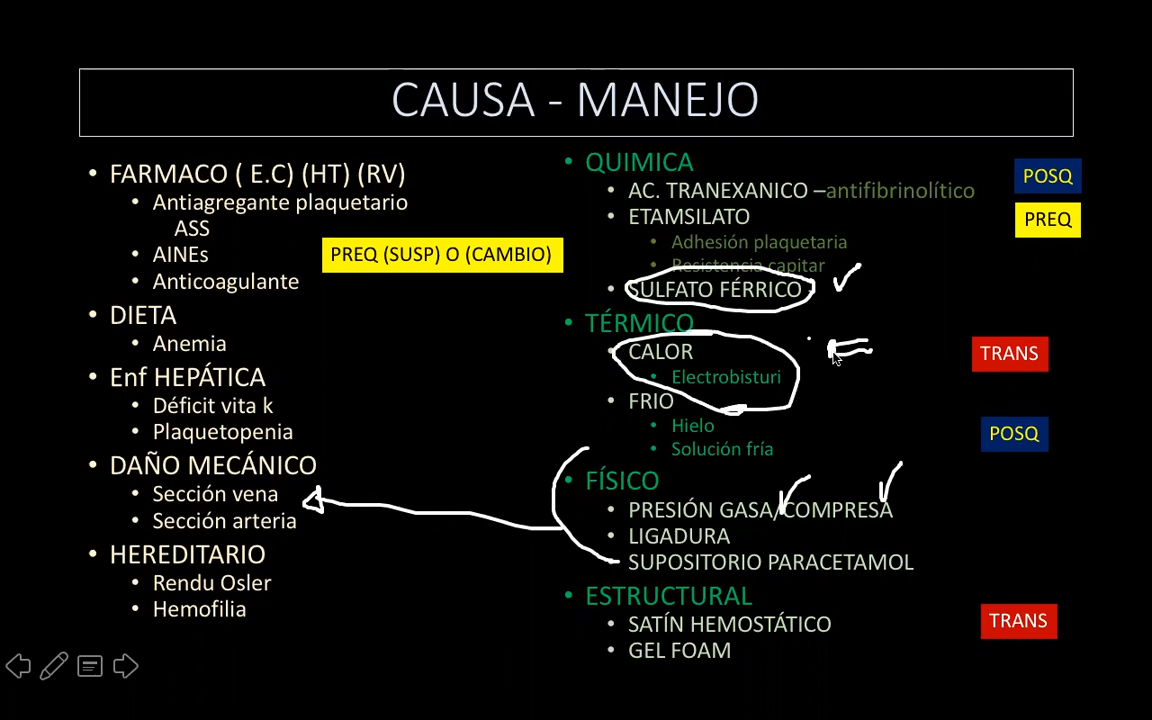 CAUSA - MANEJO
• FARMACO ( E.C) (HT) (RV)
• Antiagregante plaquetario
ASS
• AINEs
• Anticoagulante
PREQ (SUSP) O (CAMBIO)
• DIETA
• Anemia
• Enf HEPÁTICA
• Déficit vita k
• Plaquetopenia
• DAÑO MECÁNICO
• Sección vena
• Sección arteria
• HEREDITARIO
• Rendu Osler
• Hemofilia
• QUIMICA
• AC. TRANEXANICO –antifibrinolítico
POSQ
• ETAMSILATO
PREQ
• Adhesión plaquetaria
• Resistencia capitar
• SULFATO FÉRRICO
• TÉRMICO
• CALOR
TRANS
• Electrobisturi
• FRIO
• Hielo
POSQ
• Solución fría
• FÍSICO
• PRESIÓN GASA/COMPRESA
• LIGADURA
• SUPOSITORIO PARACETAMOL
• ESTRUCTURAL
• SATÍN HEMOSTÁTICO
TRANS
• GEL FOAM